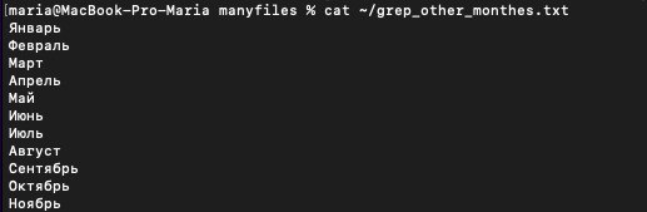 [maria@MacBook-Pro-Maria manyfiles % cat ~/grep_other_monthes.txt
Январь
Февраль
Март
Апрель
Май
Июнь
Июль
Август
Сентябрь
Октябрь
Ноябрь